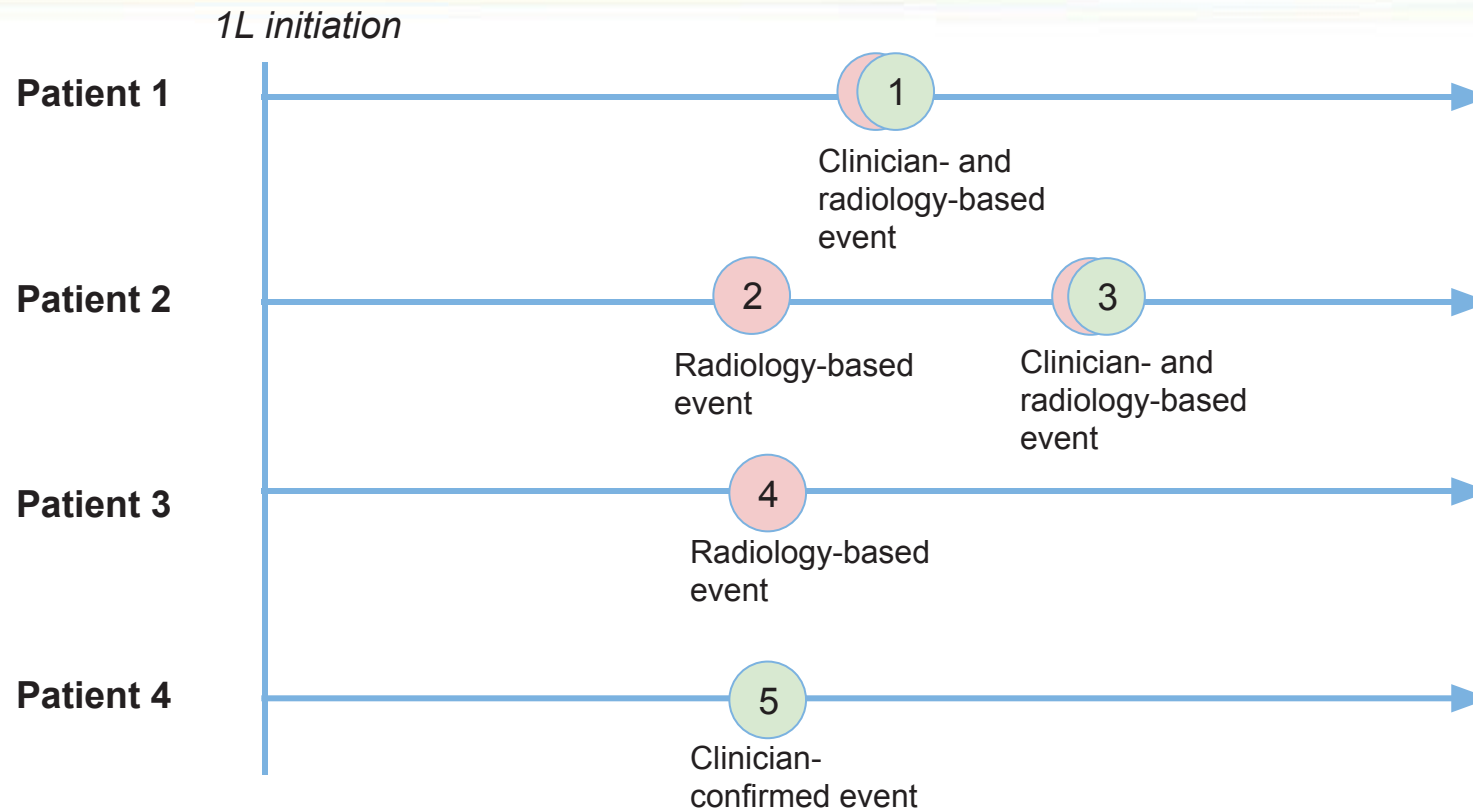 1L initiation
Patient 1
1
Clinician- and
radiology-based
event
Patient 2
2
3
Radiology-based
event
Clinician- and
radiology-based
event
Patient 3
4
Radiology-based
event
Patient 4
5
Clinician-
confirmed event